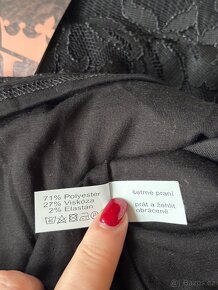 71% Polyester
27% Viskóza
2% Elastan
šetrné praní
prát a žehlit
obráceně